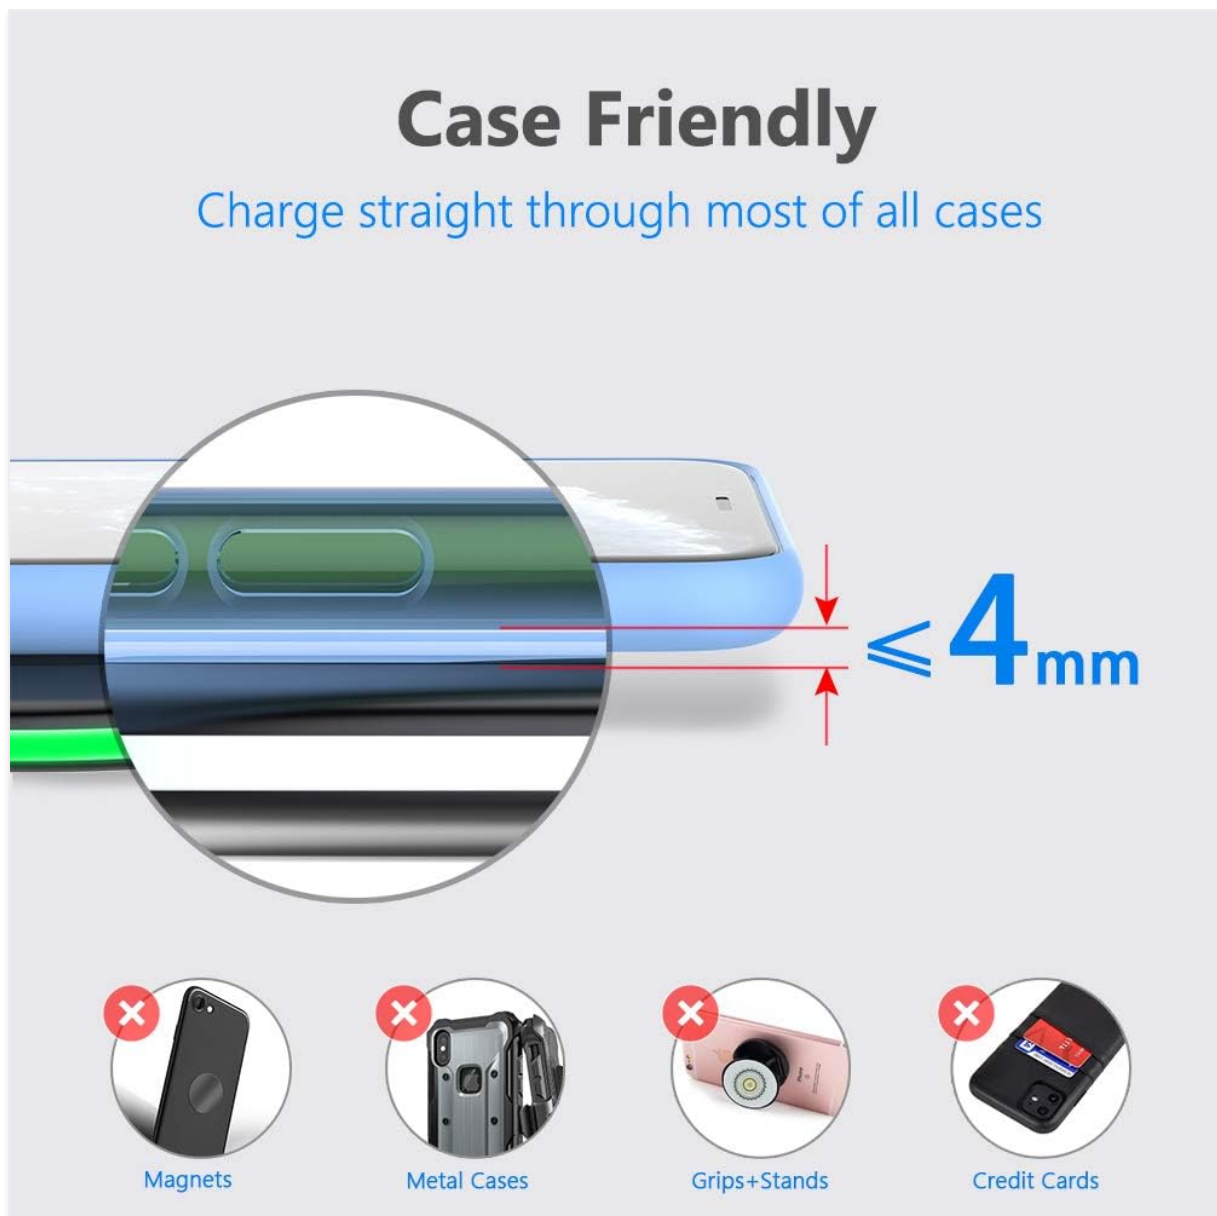 Case Friendly
Charge straight through most of all cases
≤4mm
Magnets
Metal Cases
Grips+Stands
Credit Cards